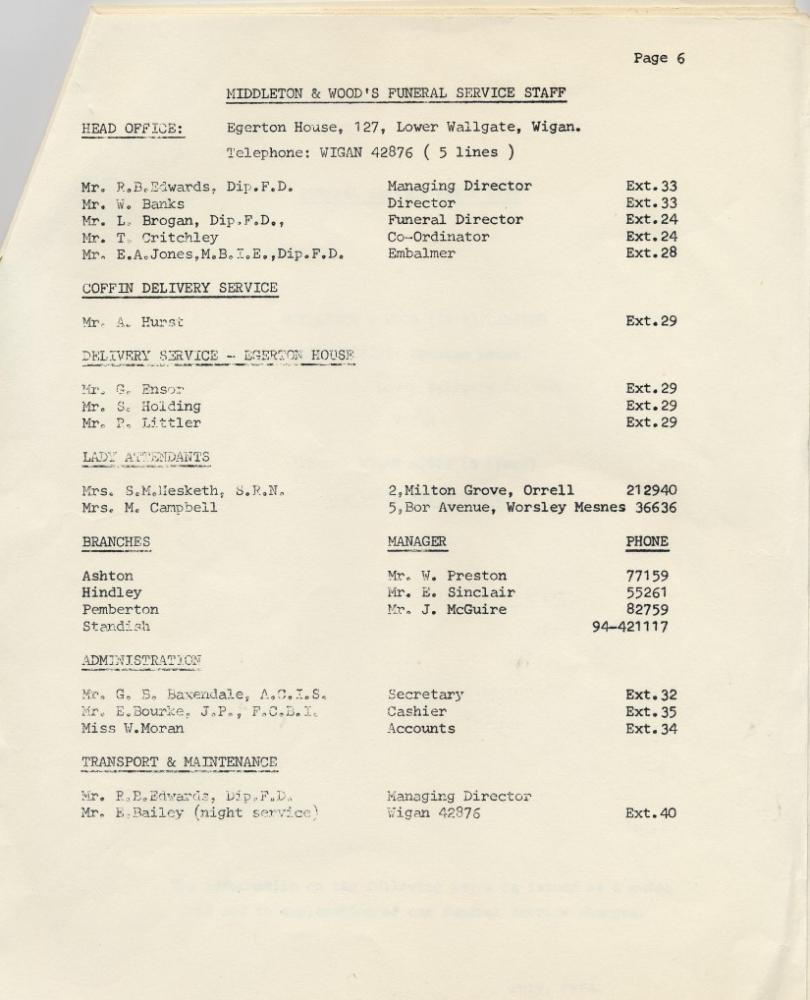 Page 6
MIDDLETON & WOOD'S FUNERAL SERVICE STAFF
HEAD OFFICE: Egerton House, 127, Lower Wallgate, Wigan.
Telephone: WIGAN 42876 ( 5 lines )
Mr. R.B.Edwards, Dip.F.D. Managing Director Ext.33
Mr. W. Banks Director Ext.33
Mr. L. Brogan, Dip.F.D., Funeral Director Ext.24
Mr. T. Critchley Co-Ordinator Ext.24
Mr. E.A.Jones,M.B.I.E.,Dip.F.D. Embalmer Ext.28
COFFIN DELIVERY SERVICE
Mr. A. Hurst Ext.29
DELIVERY SERVICE - EGERTON HOUSE
Mr. G. Ensor Ext.29
Mr. S. Holding Ext.29
Mr. P. Littler Ext.29
LADY ATTENDANTS
Mrs. S.M.Hesketh, S.R.N. 2,Milton Grove, Orrell 212940
Mrs. M. Campbell 5,Bor Avenue, Worsley Mesnes 36636
BRANCHES MANAGER PHONE
Ashton Mr. W. Preston 77159
Hindley Mr. E. Sinclair 55261
Pemberton Mr. J. McGuire 82759
Standish 94-421117
ADMINISTRATION
Mr. G. B. Baxendale, A.C.I.S. Secretary Ext.32
Mr. E.Bourke, J.P., F.C.B.I. Cashier Ext.35
Miss W.Moran Accounts Ext.34
TRANSPORT & MAINTENANCE
Mr. R.B.Edwards, Dip.F.D. Managing Director
Mr. E.Bailey (night service) Wigan 42876 Ext.40